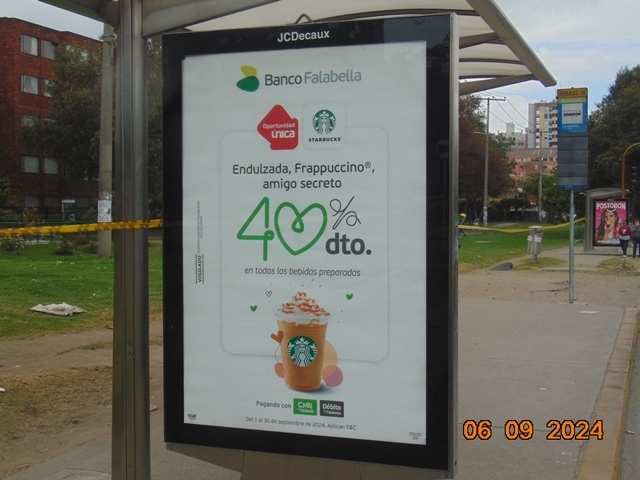 JCDecaux
Banco Falabella
Oportunidad
única
STARBUCKS
Endulzada, Frappuccino®,
amigo secreto
40%
dto.
en todas las bebidas preparadas
VIGILADO
Pagando con
CMR
Débito
Del 1 al 30 de septiembre de 2024. Aplican T&C
POSTOBÓN
06 09 2024